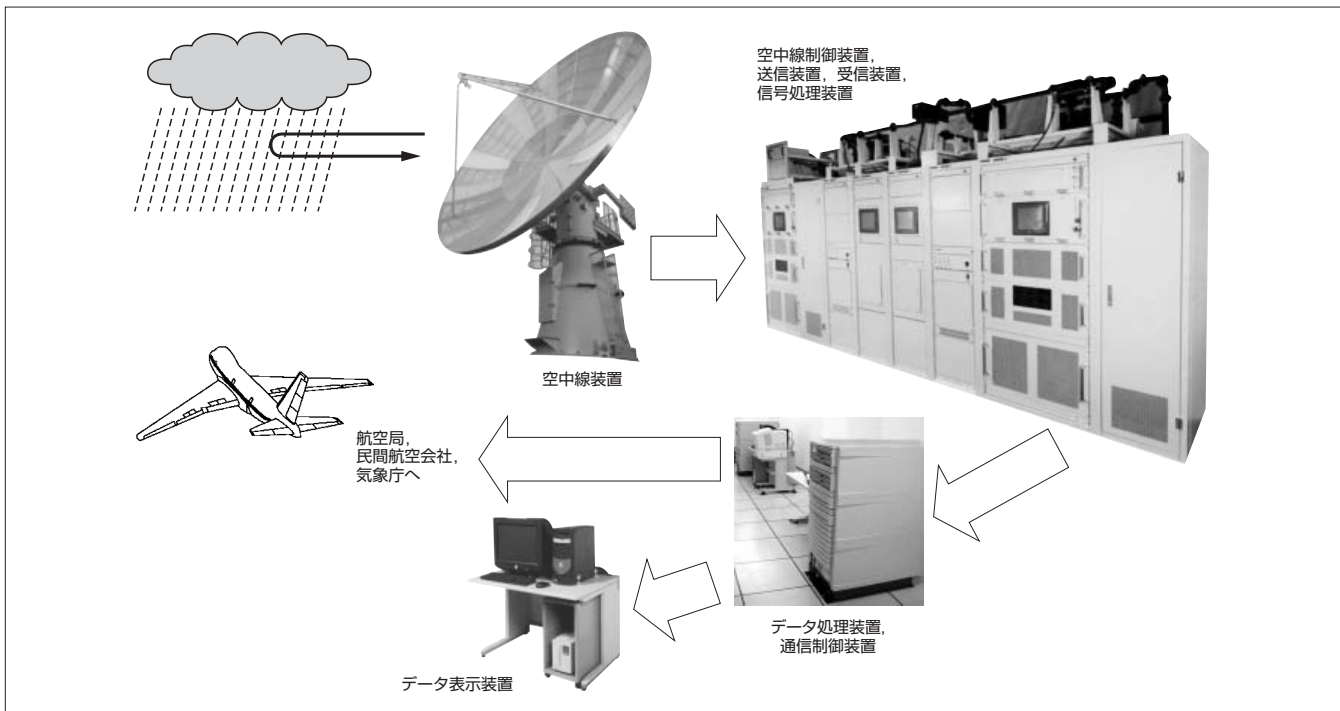 空中線制御装置,
送信装置, 受信装置,
信号処理装置
空中線装置
航空局,
民間航空会社,
気象庁へ
データ処理装置,
通信制御装置
データ表示装置